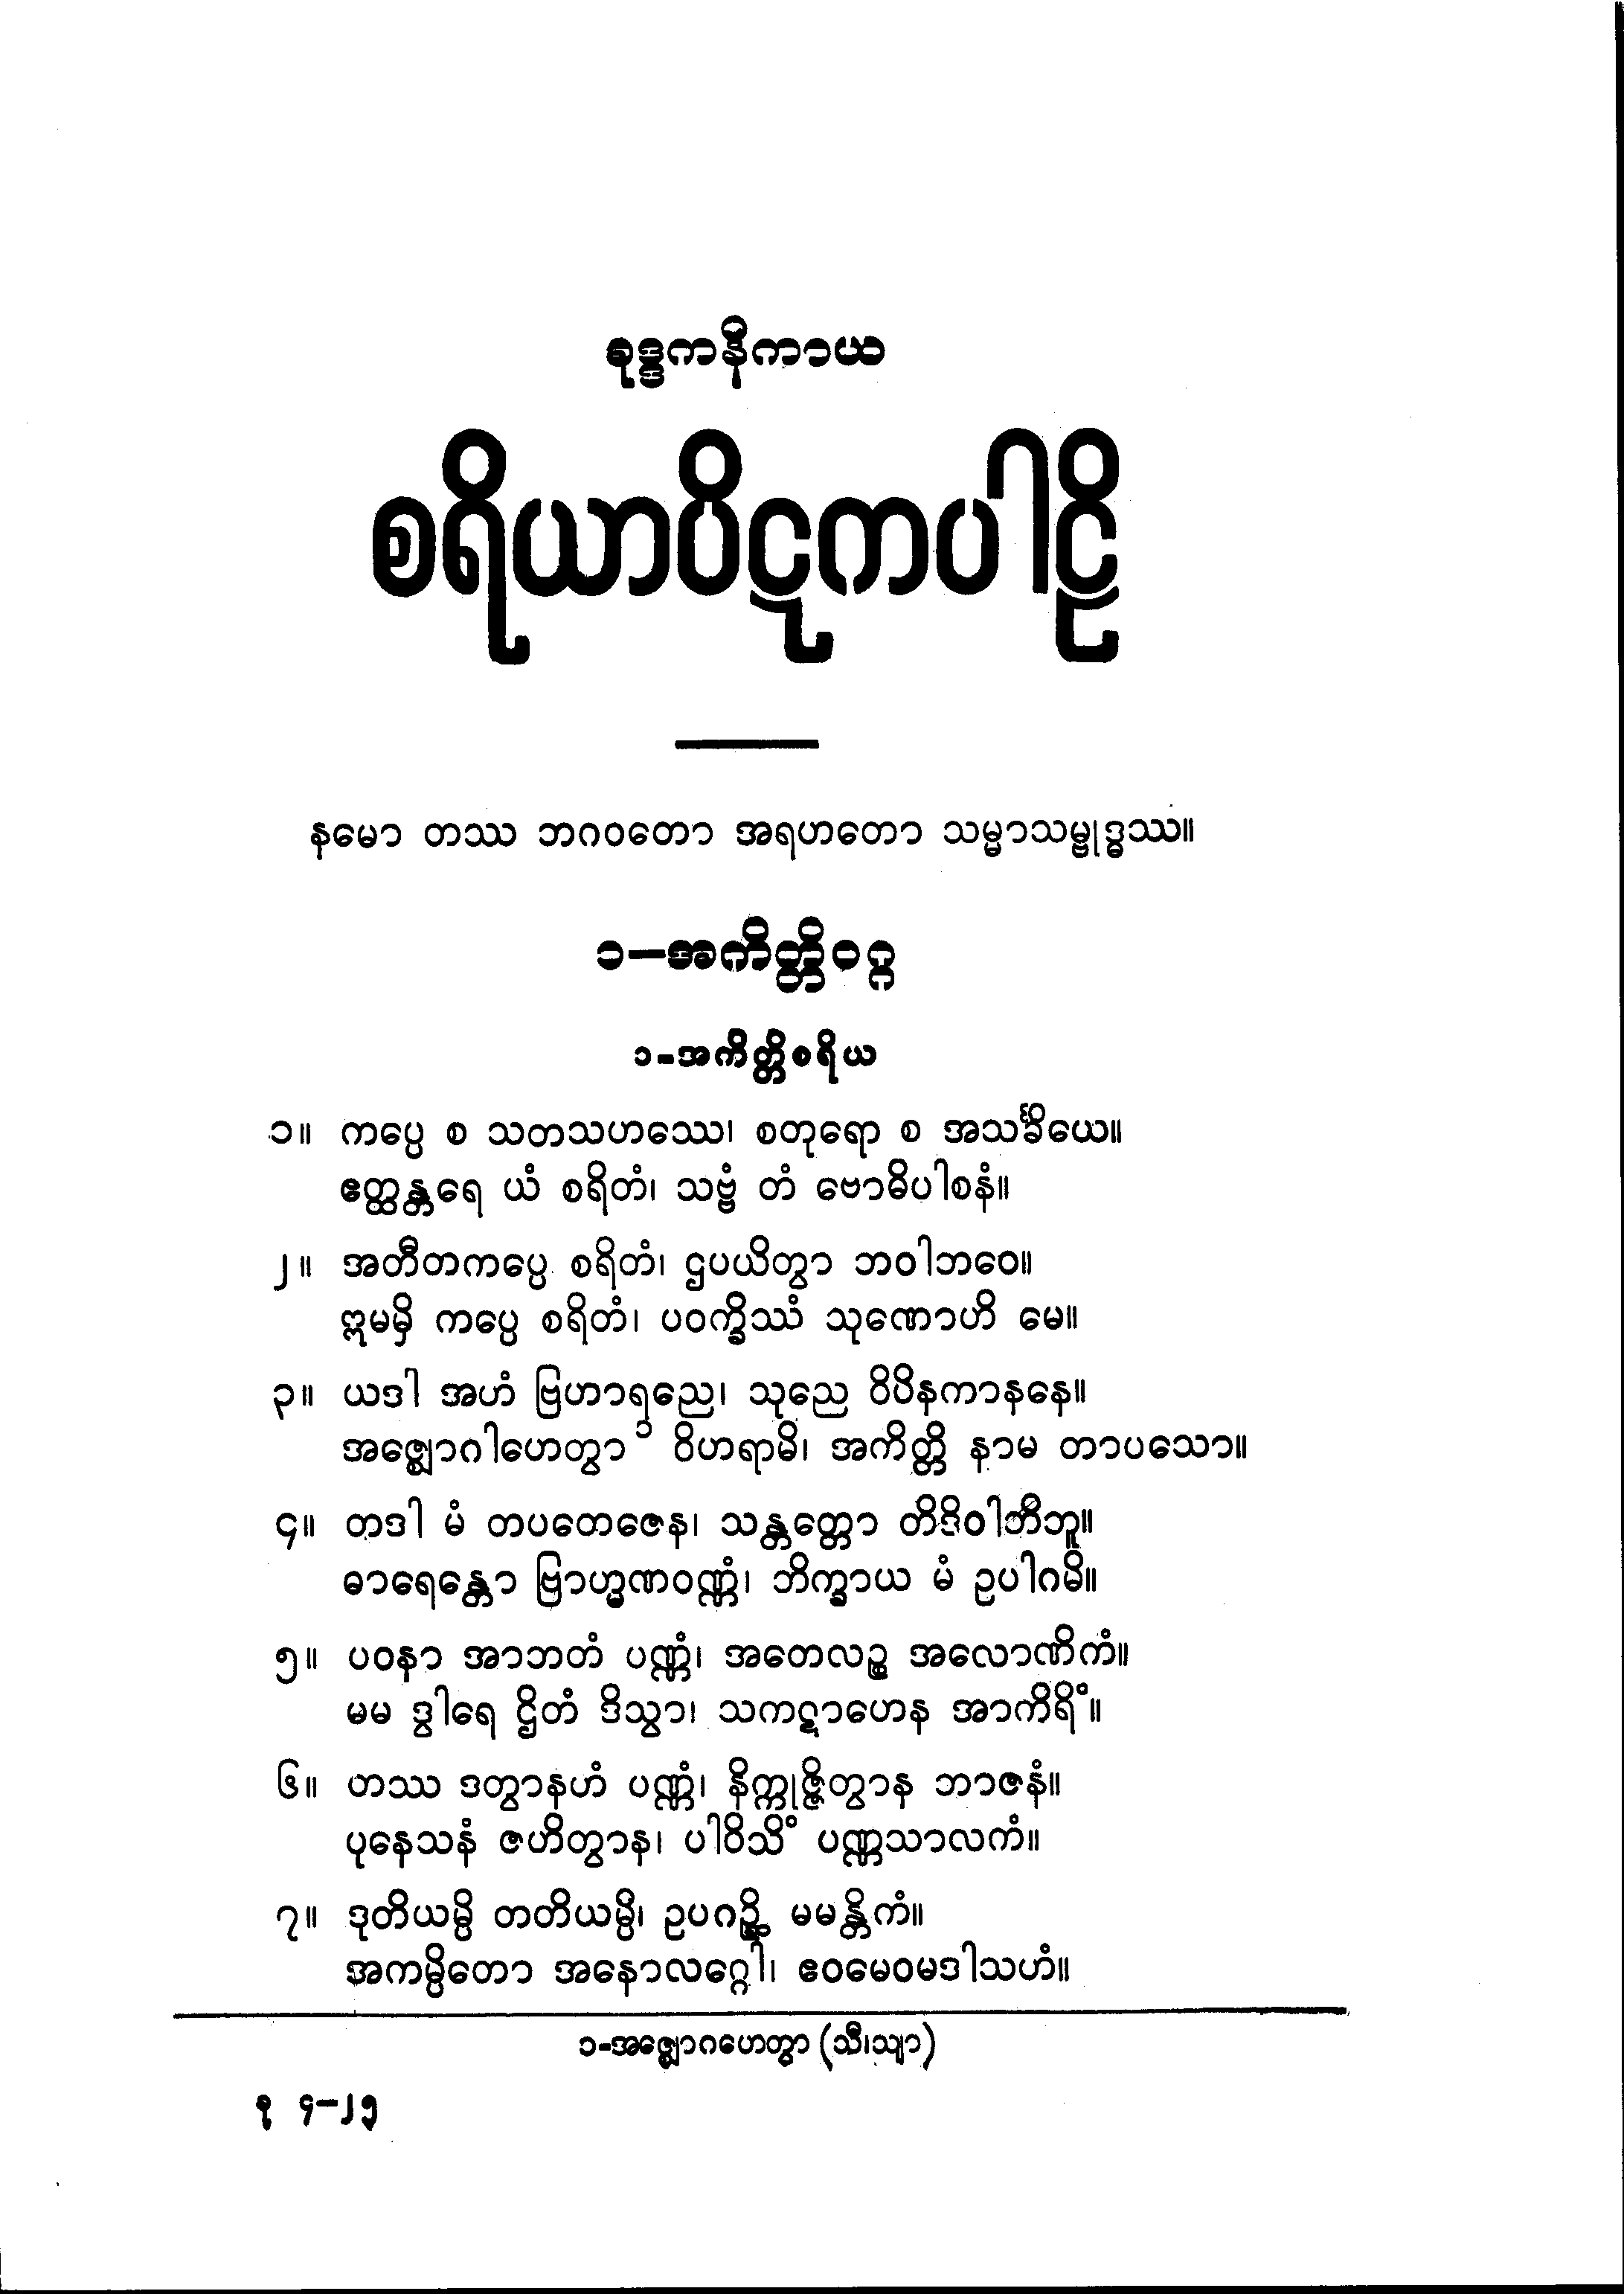 ခုဒ္ဒကနိကာယ
စရိယာပိဋကပါဠိ
နမော တဿ ဘဂဝတော အရဟတော သမ္မာသမ္ဗုဒ္ဓဿ။
၁–အကိတ္တိဝဂ္ဂ
၁-အကိတ္တိစရိယ
၁။ ကပ္ပေ စ သတသဟဿေ၊ စတုရော စ အသင်္ခိယေ။
ဧတ္ထန္တရေ ယံ စရိတံ၊ သဗ္ဗံ တံ ဗောဓိပါစနံ။
၂။ အတီတကပ္ပေ စရိတံ၊ ဌပယိတွာ ဘဝါဘဝေ။
ဣမမှိ ကပ္ပေ စရိတံ၊ ပဝက္ခိဿံ သုဏောဟိ မေ။
၃။ ယဒါ အဟံ ဗြဟာရညေ၊ သုညေ ဝိပိနကာနနေ။
အဇ္ဈောဂါဟေတွာ ၁ ဝိဟရာမိ၊ အကိတ္တိ နာမ တာပသော။
၄။ တဒါ မံ တပတေဇေန၊ သန္တတ္တော တိဒိဝါဘိဘူ။
ဓာရေန္တော ဗြာဟ္မဏဝဏ္ဏံ၊ ဘိက္ခာယ မံ ဥပါဂမိ။
၅။ ပဝနာ အာဘတံ ပဏ္ဏံ၊ အတေလဉ္စ အလောဏိကံ။
မမ ဒွါရေ ဌိတံ ဒိသွာ၊ သကဋာဟေန အာကိရိံ။
၆။ တဿ ဒတွာနဟံ ပဏ္ဏံ၊ နိက္ကုဇ္ဇိတွာန ဘာဇနံ။
ပုနေသနံ ဇဟိတွာန၊ ပါဝိသိံ ပဏ္ဏသာလကံ။
၇။ ဒုတိယမ္ပိ တတိယမ္ပိ၊ ဥပဂဉ္ဆိ မမန္တိကံ။
အကမ္ပိတော အနောလဂ္ဂေါ၊ ဧဝမေဝမဒါသဟံ။
၁-အဇ္ဈောဂဟေတွာ (သီ၊သျာ)
ခု ၄–၂၅